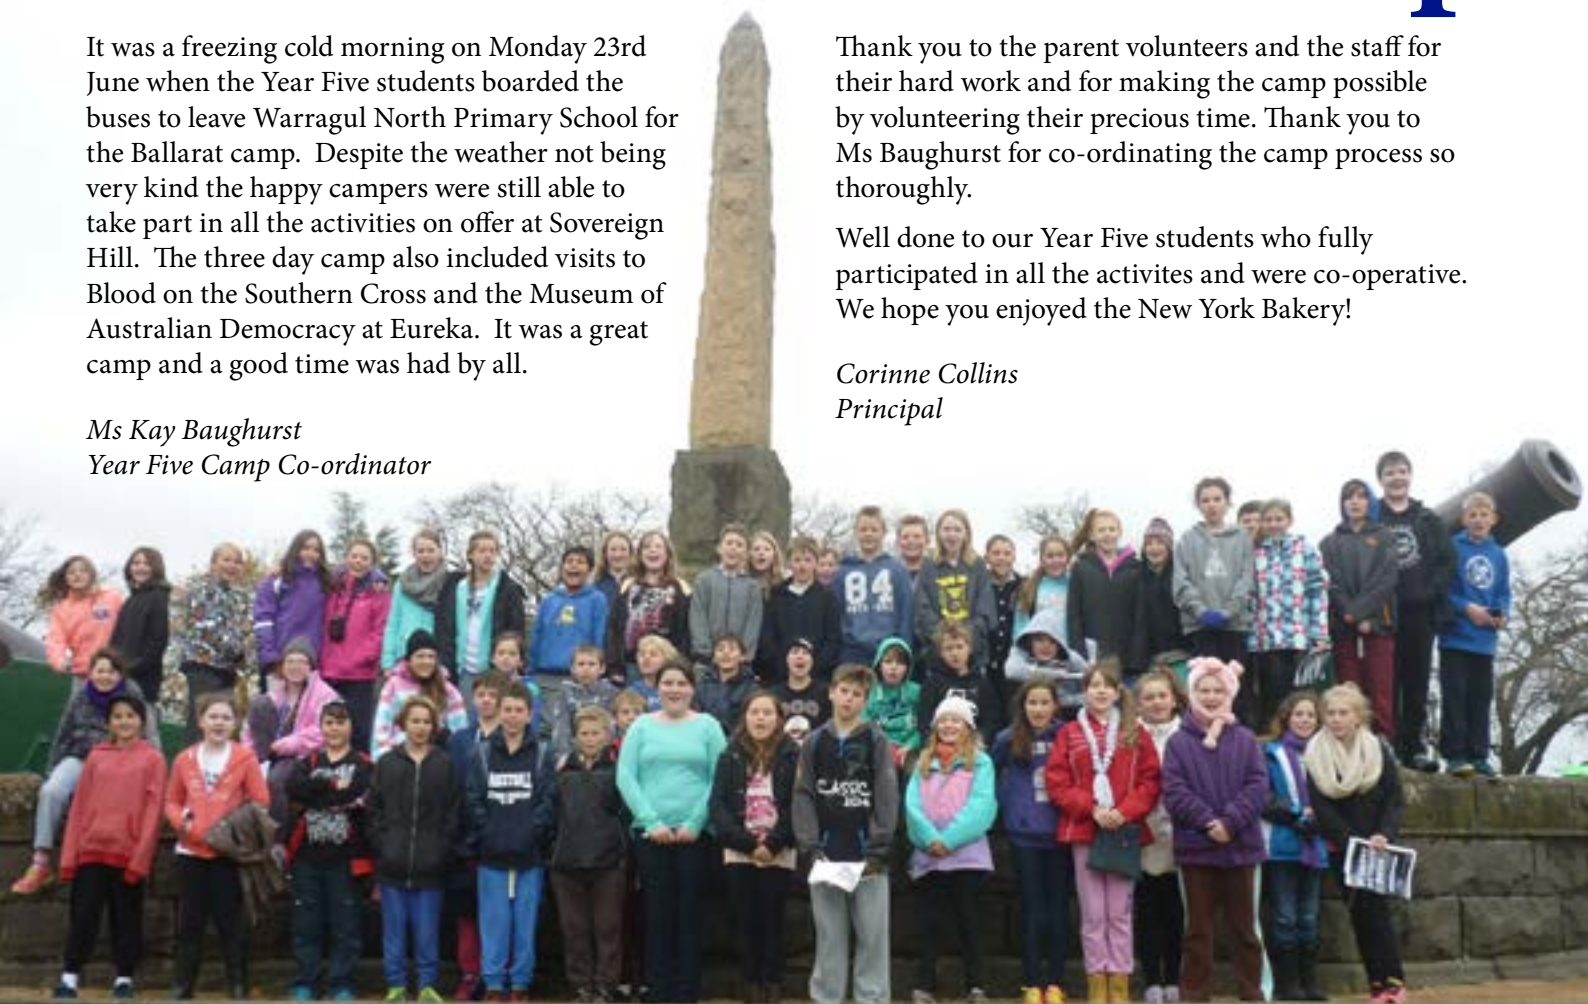 It was a freezing cold morning on Monday 23rd
June when the Year Five students boarded the
buses to leave Warragul North Primary School for
the Ballarat camp.  Despite the weather not being
very kind the happy campers were still able to
take part in all the activities on offer at Sovereign
Hill.  The three day camp also included visits to
Blood on the Southern Cross and the Museum of
Australian Democracy at Eureka.  It was a great
camp and a good time was had by all.
Ms Kay Baughurst
Year Five Camp Co-ordinator
Thank you to the parent volunteers and the staff for
their hard work and for making the camp possible
by volunteering their precious time. Thank you to
Ms Baughurst for co-ordinating the camp process so
thoroughly.
Well done to our Year Five students who fully
participated in all the activites and were co-operative.
We hope you enjoyed the New York Bakery!
Corinne Collins
Principal
84
CLASSIC